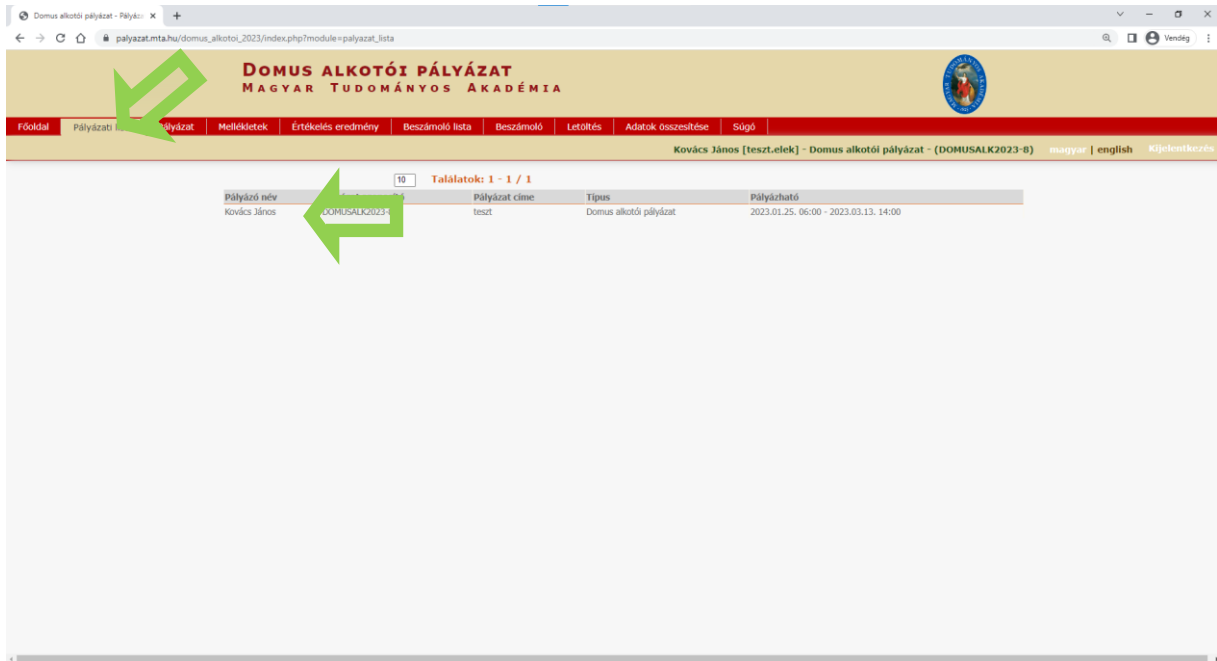 Domus alkotói pályázat - Pályáz
Vendég
palyazat.mta.hu/domus_alkotoi_2023/index.php?module=palyazat_lista
DOMUS ALKOTÓI PÁLYÁZAT
MAGYAR TUDOMÁNYOS AKADÉMIA
Főoldal Pályázati Mellékletek Értékelés eredmény Beszámoló lista Beszámoló Letöltés Adatok összesítése Súgó
Kovács János [teszt.elek] - Domus alkotói pályázat - (DOMUSALK2023-8) magyar | english Kijelentkezés
10 Találatok: 1 - 1 / 1
Pályázó név Pályázat címe Típus Pályázható
Kovács János DOMUSALK2023- teszt Domus alkotói pályázat 2023.01.25. 06:00 - 2023.03.13. 14:00